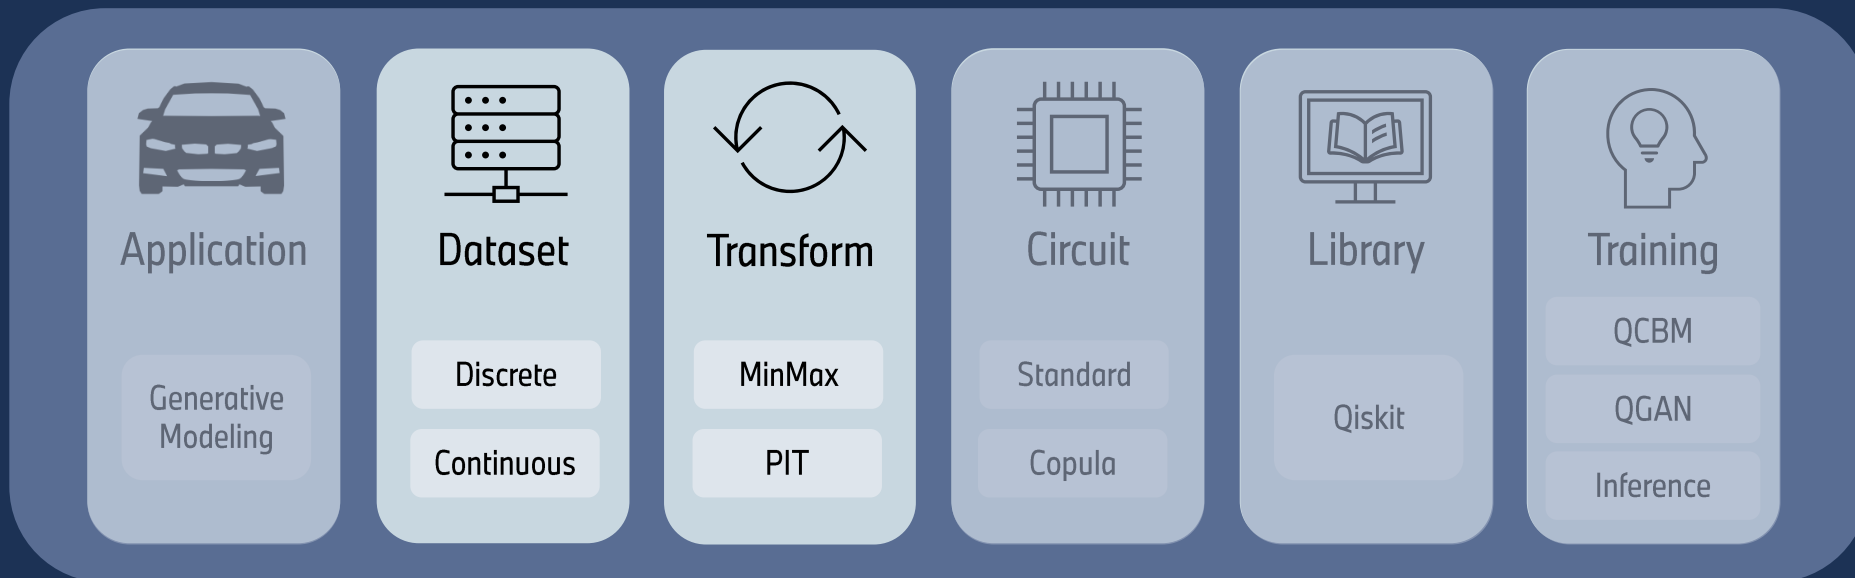 Application
Generative
Modeling
Dataset
Discrete
Continuous
Transform
MinMax
PIT
Circuit
Standard
Copula
Library
Qiskit
Training
QCBM
QGAN
Inference